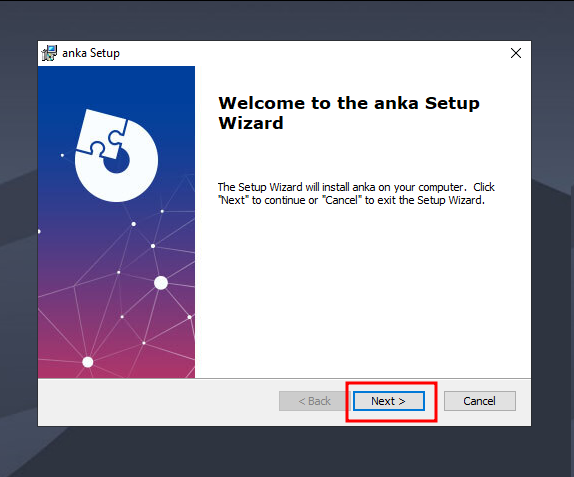 anka Setup
Welcome to the anka Setup
Wizard
The Setup Wizard will install anka on your computer. Click
"Next" to continue or "Cancel" to exit the Setup Wizard.
< Back Next > Cancel